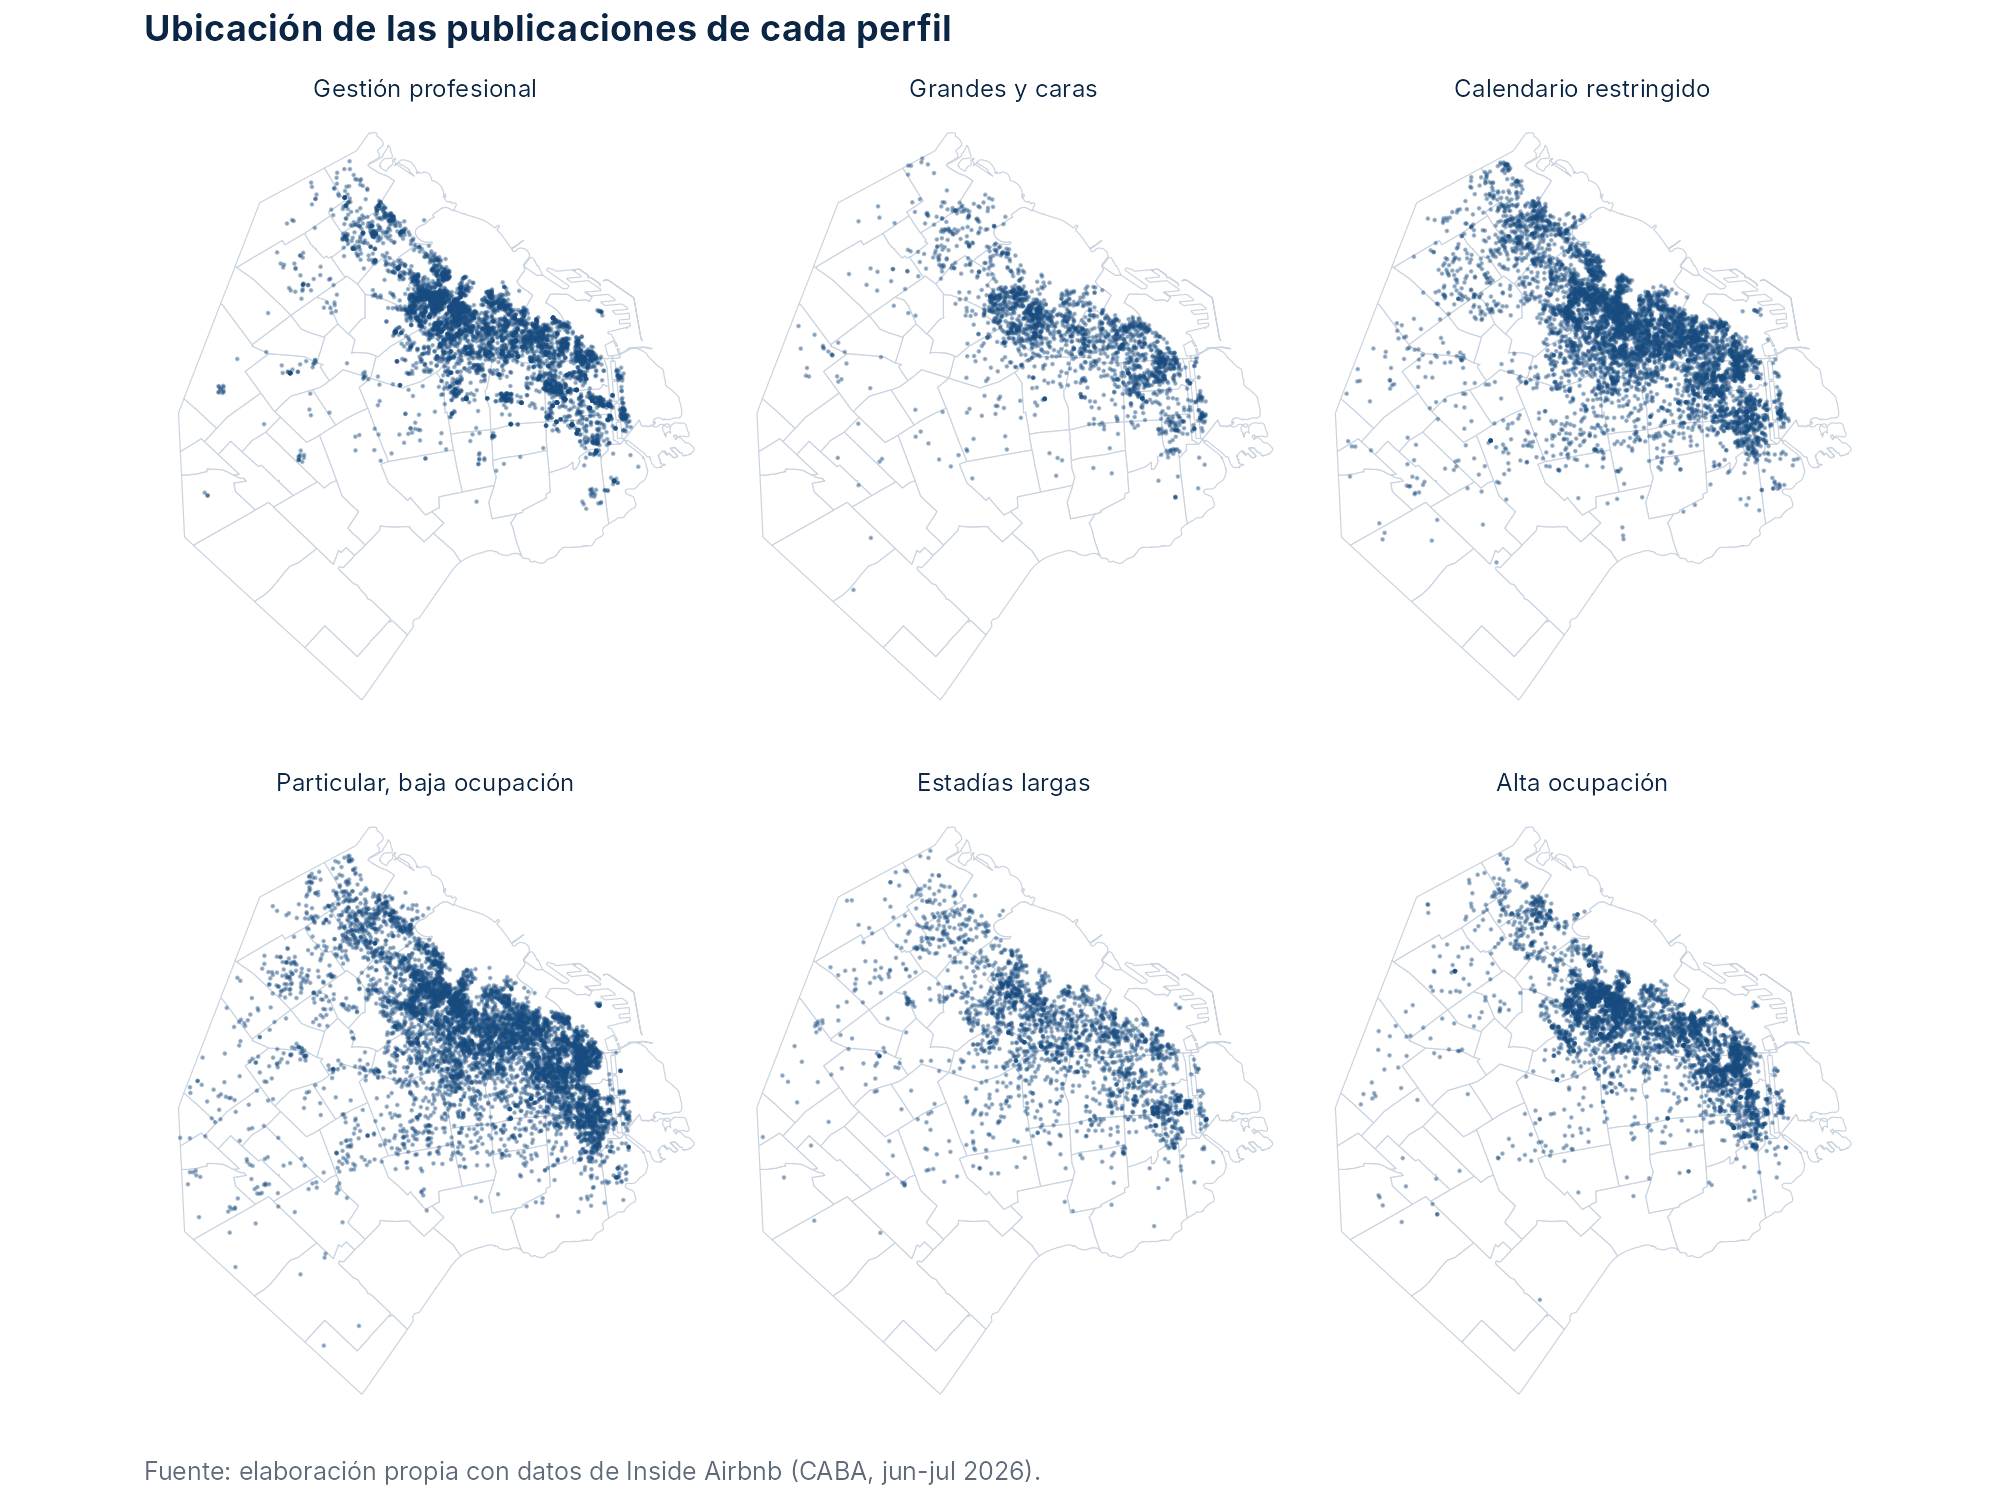 Ubicación de las publicaciones de cada perfil
Gestión profesional
Grandes y caras
Calendario restringido
Particular, baja ocupación
Estadías largas
Alta ocupación
Fuente: elaboración propia con datos de Inside Airbnb (CABA, jun-jul 2026).